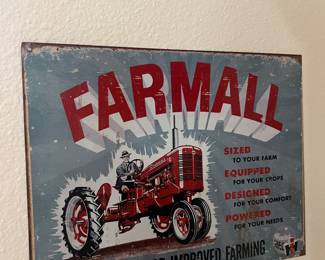 FARMALL
SIZED
TO YOUR FARM
EQUIPPED
FOR YOUR CROPS
DESIGNED
FOR YOUR COMFORT
POWERED
FOR YOUR NEEDS
IMPROVED FARMING